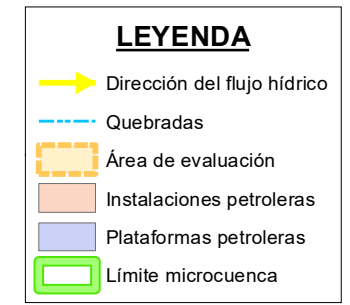 LEYENDA
Dirección del flujo hídrico
Quebradas
Área de evaluación
Instalaciones petroleras
Plataformas petroleras
Límite microcuenca